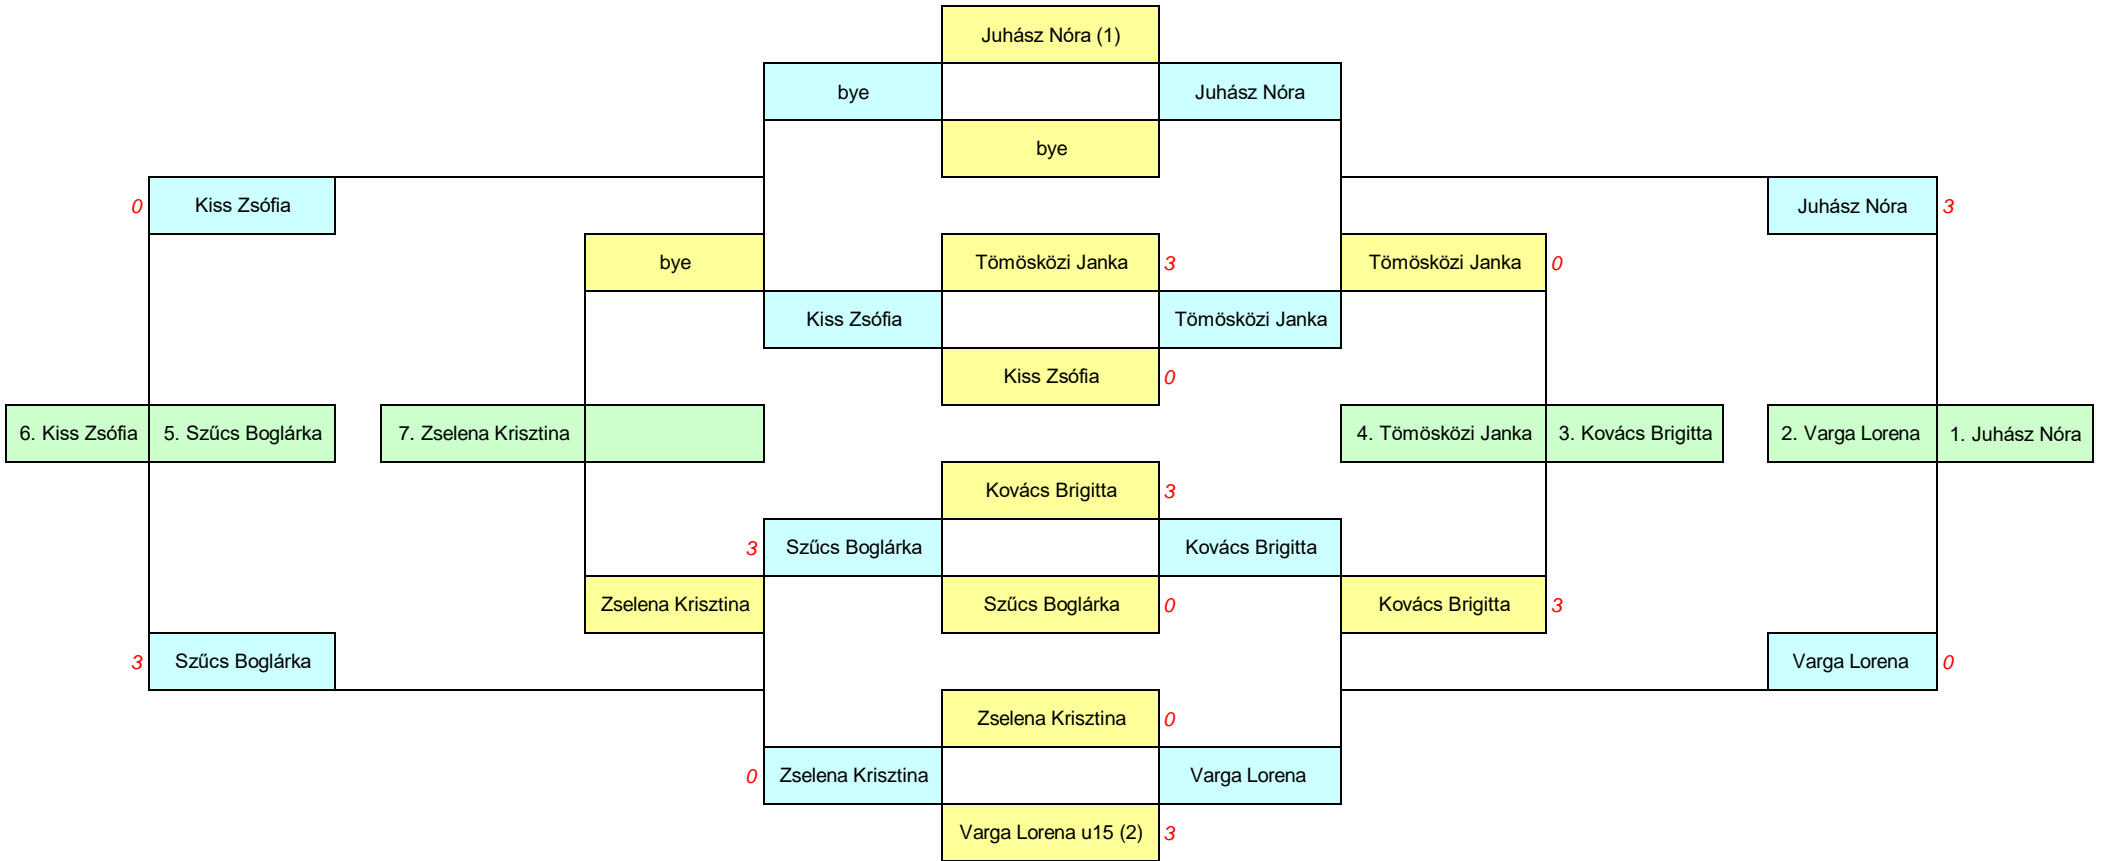 Juhász Nóra (1)
bye Juhász Nóra
bye
0 Kiss Zsófia Juhász Nóra 3
bye Tömösközi Janka 3 Tömösközi Janka 0
Kiss Zsófia Tömösközi Janka
Kiss Zsófia 0
6. Kiss Zsófia 5. Szűcs Boglárka 7. Zselena Krisztina 4. Tömösközi Janka 3. Kovács Brigitta 2. Varga Lorena 1. Juhász Nóra
Kovács Brigitta 3
3 Szűcs Boglárka Kovács Brigitta
Zselena Krisztina Szűcs Boglárka 0 Kovács Brigitta 3
3 Szűcs Boglárka Varga Lorena 0
Zselena Krisztina 0
0 Zselena Krisztina Varga Lorena
Varga Lorena u15 (2) 3